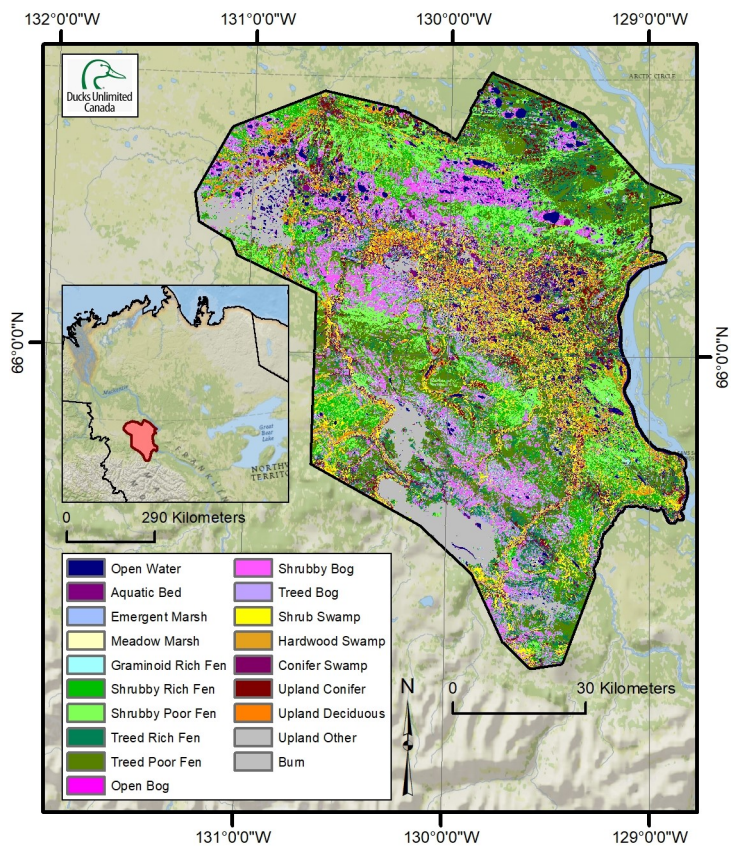 132°0'0"W 131°0'0"W 130°0'0"W 129°0'0"W
Ducks Unlimited
Canada
ARCTIC CIRCLE
66°0'0"N
66°0'0"N
Mackenzie
Great
Bear
Lake
FRANKLIN
NORTHW
TERRITO
0 290 Kilometers
Open Water
Aquatic Bed
Emergent Marsh
Meadow Marsh
Graminoid Rich Fen
Shrubby Rich Fen
Shrubby Poor Fen
Treed Rich Fen
Treed Poor Fen
Open Bog
Shrubby Bog
Treed Bog
Shrub Swamp
Hardwood Swamp
Conifer Swamp
Upland Conifer
Upland Deciduous
Upland Other
Burn
N
0 30 Kilometers
131°0'0"W 130°0'0"W 129°0'0"W